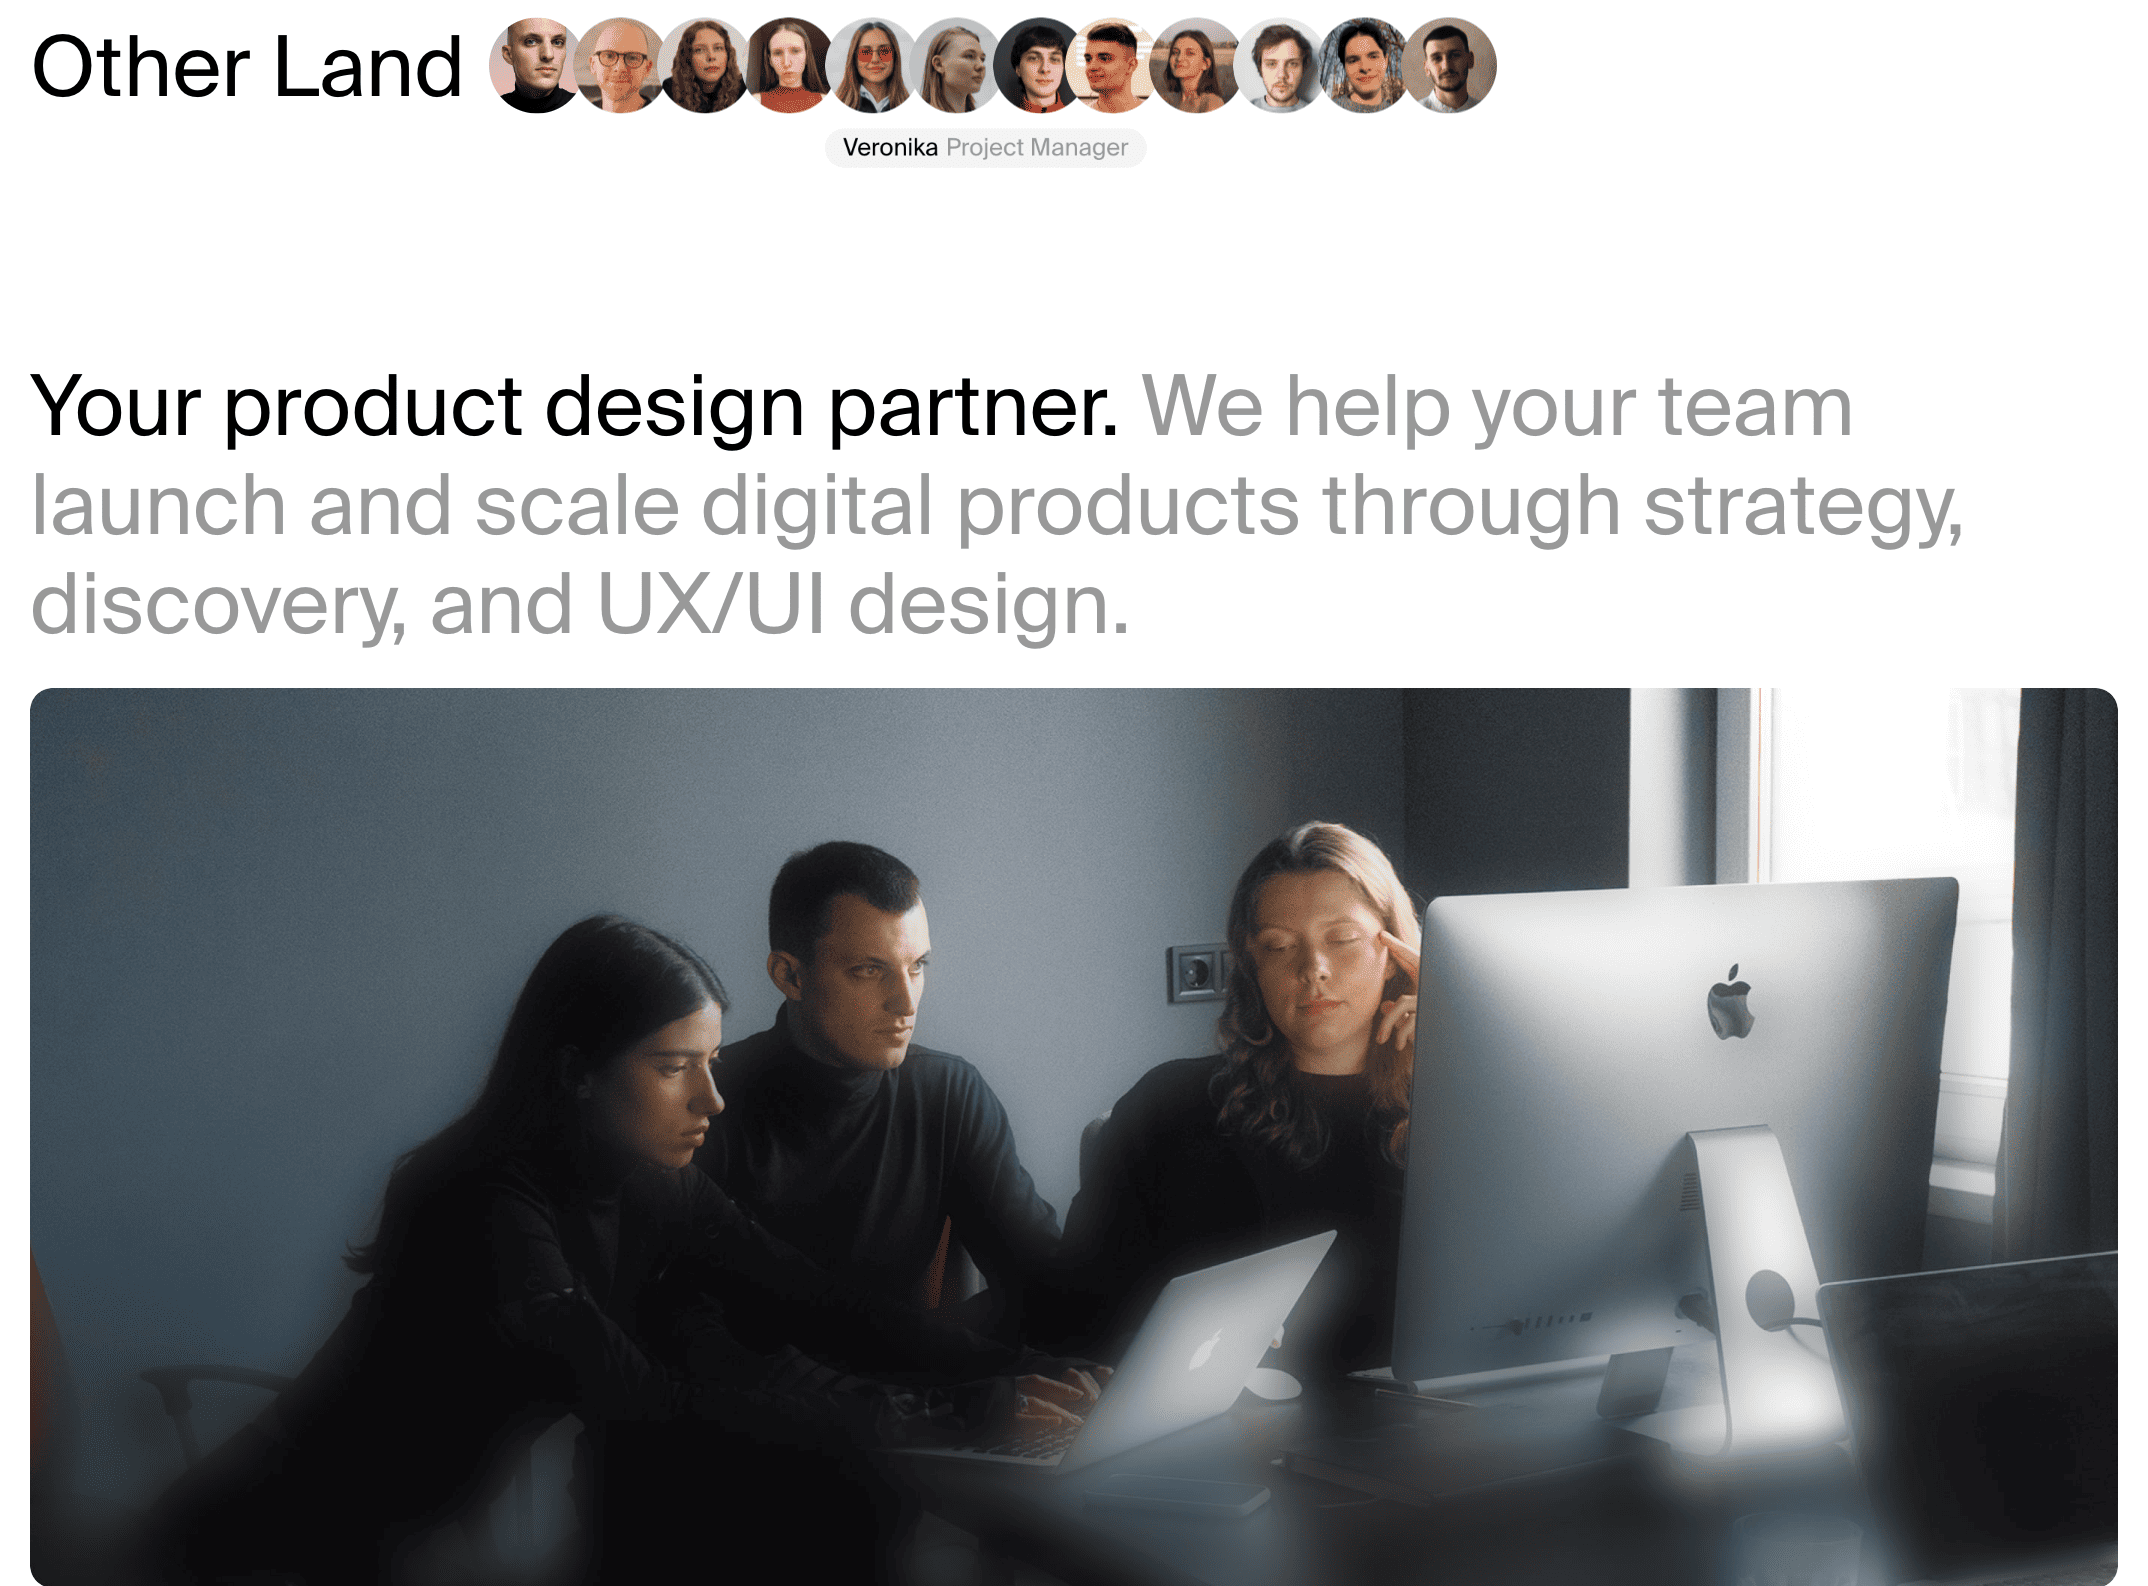 Other Land
Veronika Project Manager
Your product design partner. We help your team
launch and scale digital products through strategy,
discovery, and UX/UI design.